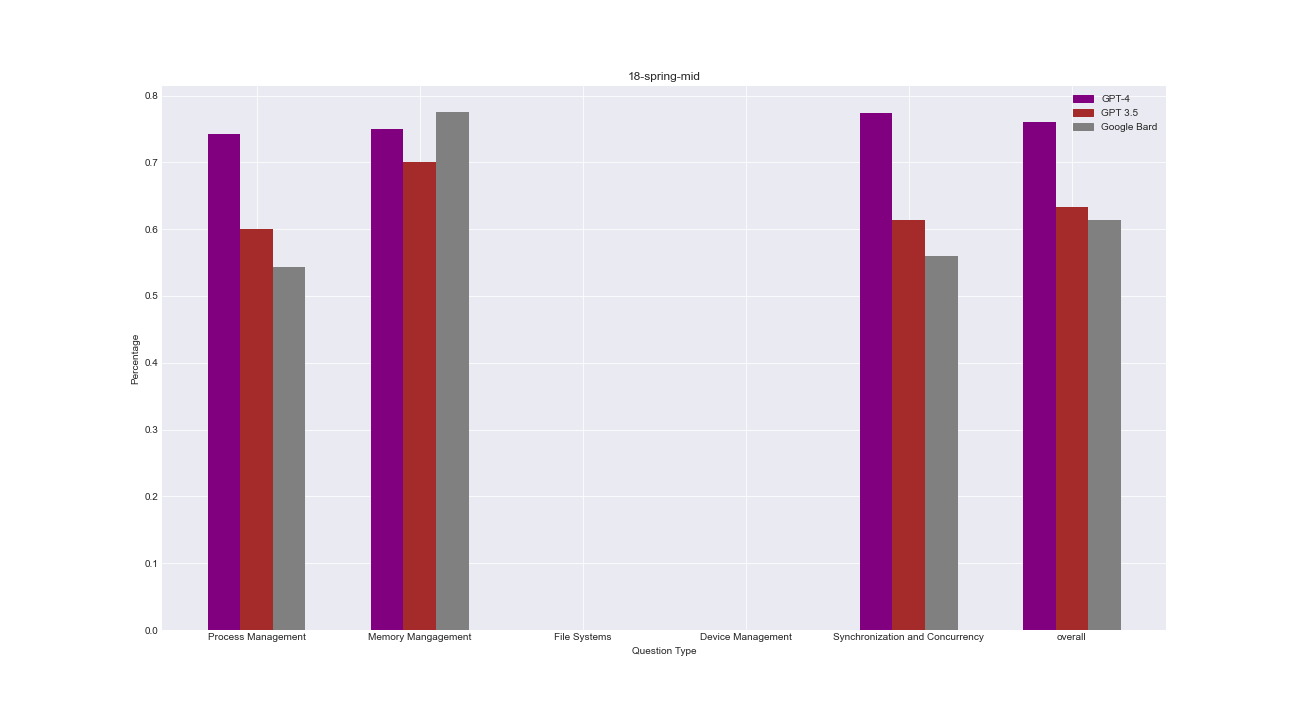 18-spring-mid
GPT-4
GPT 3.5
Google Bard
0.8
0.7
0.6
0.5
0.4
0.3
0.2
0.1
0.0
Percentage
Process Management
Memory Mangagement
File Systems
Device Management
Synchronization and Concurrency
overall
Question Type